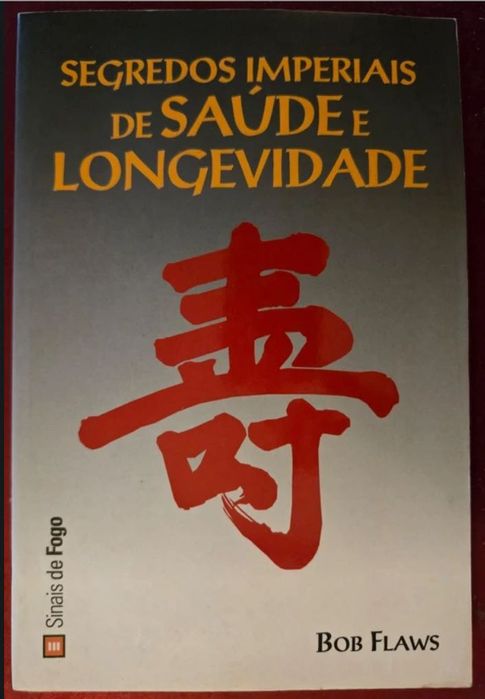 SEGREDOS IMPERIAIS
DE SAÚDE E
LONGEVIDADE
壽
Sinais de Fogo
BOB FLAWS